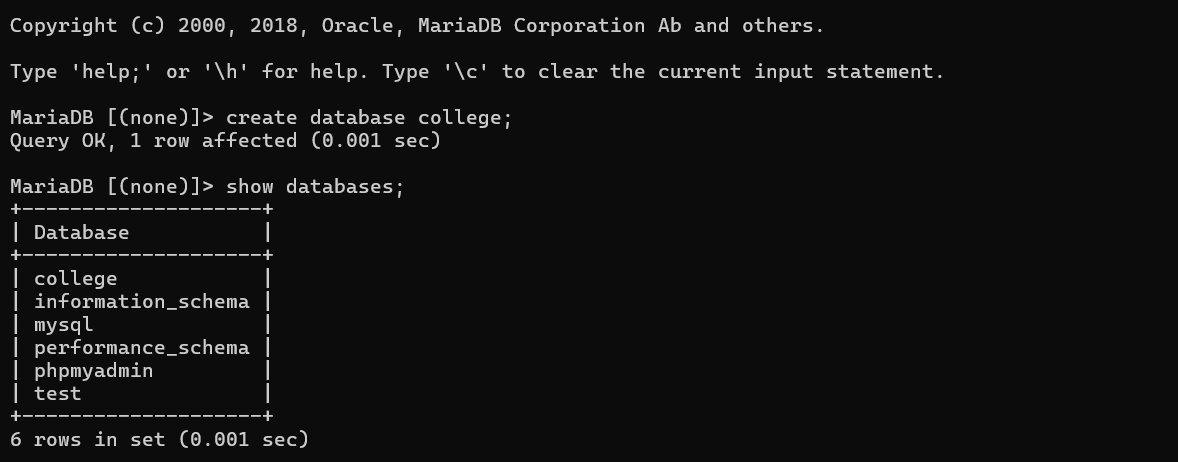 Copyright (c) 2000, 2018, Oracle, MariaDB Corporation Ab and others.
Type 'help;' or '\h' for help. Type '\c' to clear the current input statement.
MariaDB [(none)]> create database college;
Query OK, 1 row affected (0.001 sec)
MariaDB [(none)]> show databases;
+--------------------+
| Database           |
+--------------------+
| college            |
| information_schema |
| mysql              |
| performance_schema |
| phpmyadmin         |
| test               |
+--------------------+
6 rows in set (0.001 sec)